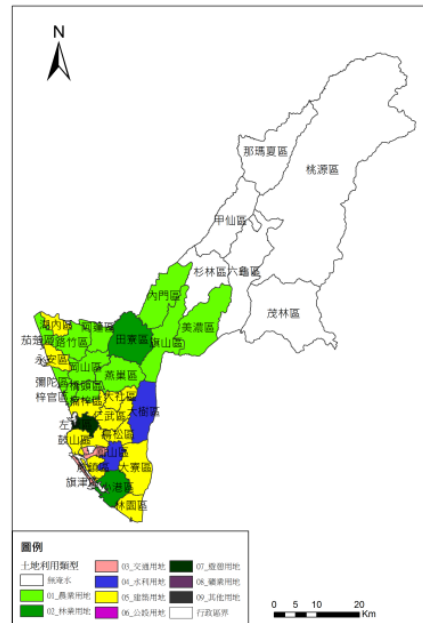 N
那瑪夏區
桃源區
甲仙區
杉林區
六龜區
茂林區
內門區
美濃區
旗山區
湖內區
阿蓮區
田寮區
茄萣區
路竹區
永安區
岡山區
燕巢區
彌陀區
橋頭區
梓官區
楠梓區
大社區
仁武區
大樹區
鼓山區
鳥松區
鳳山區
大寮區
旗津區
小港區
林園區
圖例
土地利用類型
無淹水
01_農業用地
02_林業用地
03_交通用地
04_水利用地
05_建築用地
06_公設用地
07_遊憩用地
08_礦業用地
09_其他用地
行政區界
0 5 10 20
Km